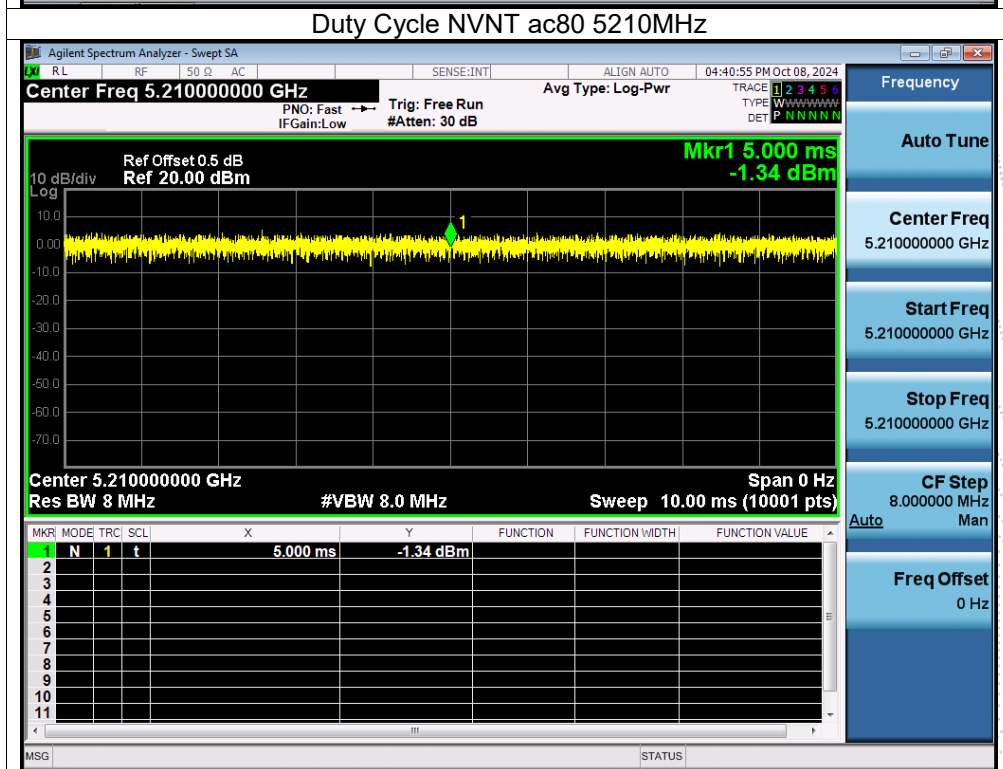 Duty Cycle NVNT ac80 5210MHz
Agilent Spectrum Analyzer - Swept SA
LXI RL RF 50 Ω AC SENSE:INT ALIGN AUTO 04:40:55 PM Oct 08, 2024
Center Freq 5.210000000 GHz
PNO: Fast
IFGain:Low
Trig: Free Run
#Atten: 30 dB
Avg Type: Log-Pwr
TRACE 1 2 3 4 5 6
TYPE WWWWWW
DET P N N N N N
Ref Offset 0.5 dB
Ref 20.00 dBm
10 dB/div
Log
Mkr1 5.000 ms
-1.34 dBm
10.0
0.00
-10.0
-20.0
-30.0
-40.0
-50.0
-60.0
-70.0
1
Center 5.210000000 GHz Span 0 Hz
Res BW 8 MHz #VBW 8.0 MHz Sweep 10.00 ms (10001 pts)
MKR MODE TRC SCL X Y FUNCTION FUNCTION WIDTH FUNCTION VALUE
1 N 1 t 5.000 ms -1.34 dBm
2
3
4
5
6
7
8
9
10
11
MSG STATUS
Frequency
Auto Tune
Center Freq
5.210000000 GHz
Start Freq
5.210000000 GHz
Stop Freq
5.210000000 GHz
CF Step
8.000000 MHz
Auto Man
Freq Offset
0 Hz